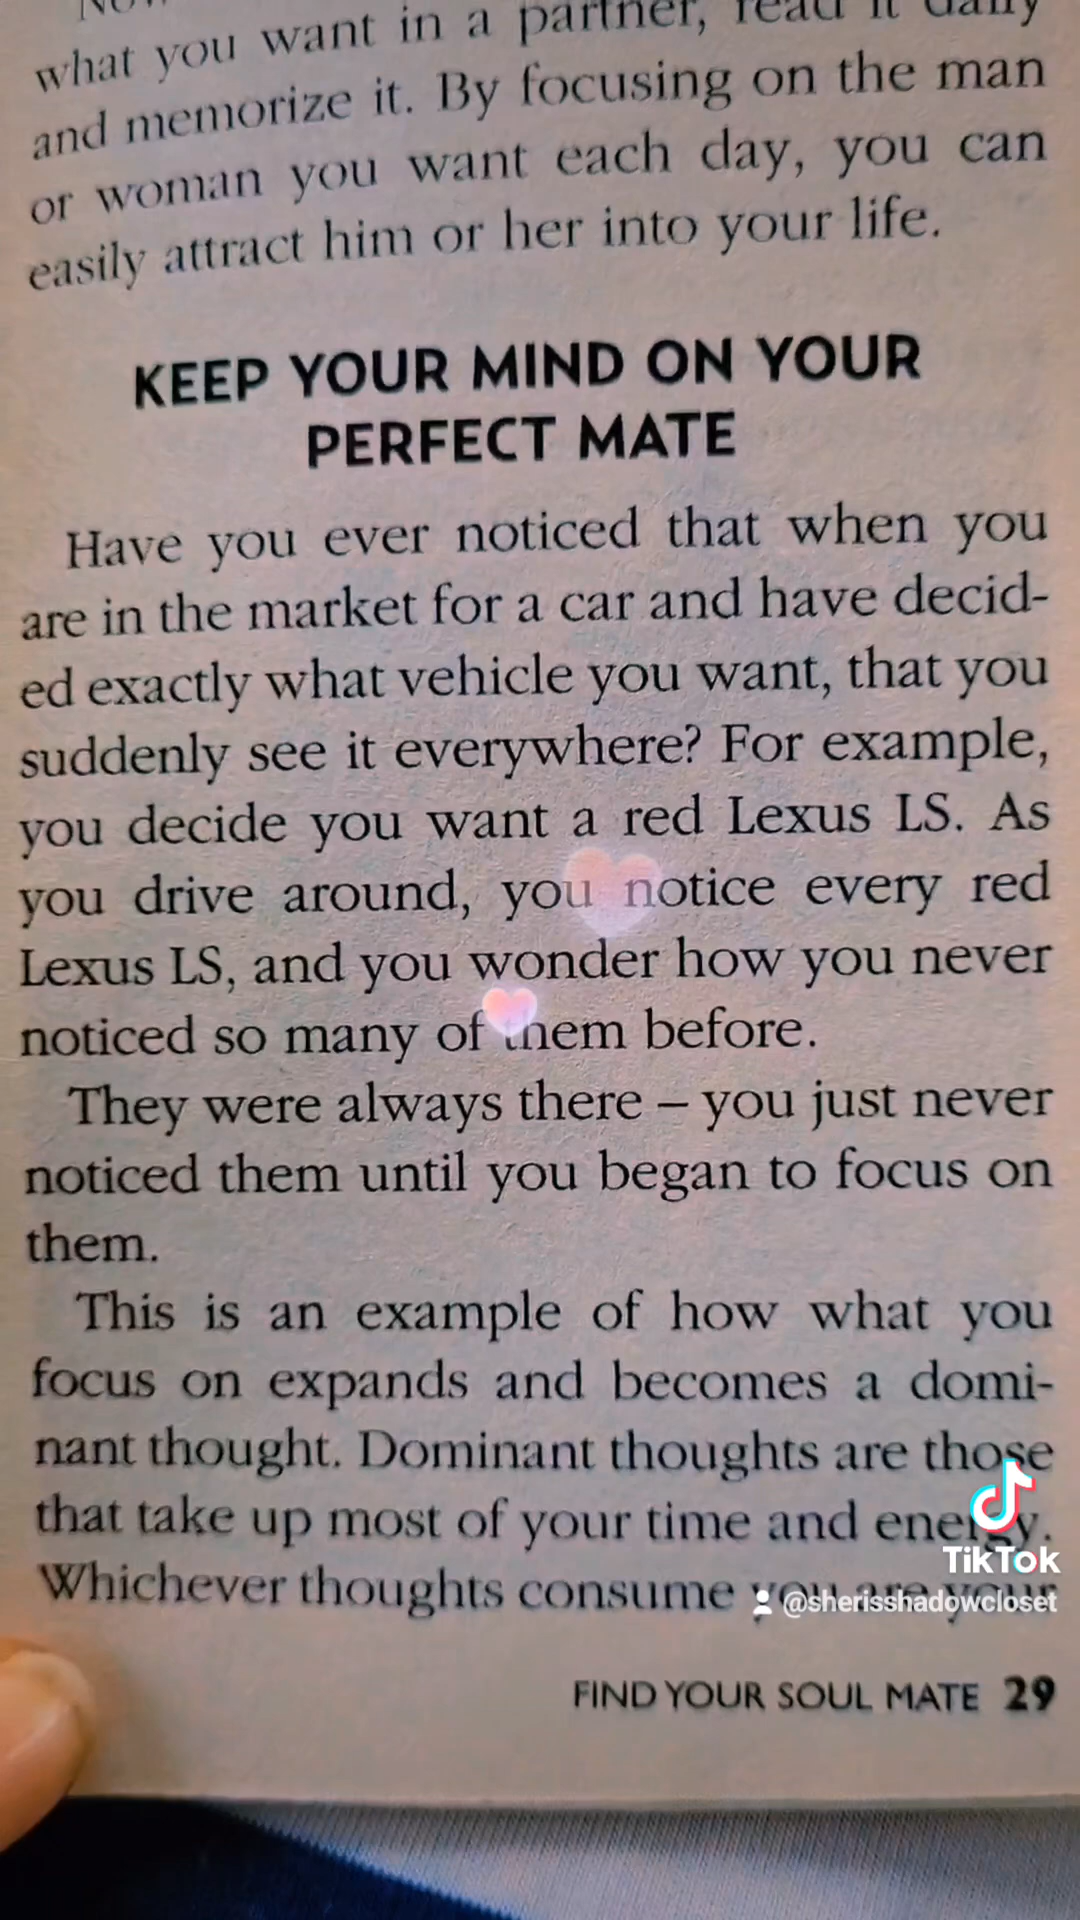 what you want in a partner, read it daily
and memorize it. By focusing on the man
or woman you want each day, you can
easily attract him or her into your life.
KEEP YOUR MIND ON YOUR
PERFECT MATE
Have you ever noticed that when you
are in the market for a car and have decid-
ed exactly what vehicle you want, that you
suddenly see it everywhere? For example,
you decide you want a red Lexus LS. As
you drive around, you notice every red
Lexus LS, and you wonder how you never
noticed so many of them before.
They were always there – you just never
noticed them until you began to focus on
them.
This is an example of how what you
focus on expands and becomes a domi-
nant thought. Dominant thoughts are those
that take up most of your time and energy.
Whichever thoughts consume you are your
TikTok
@sherisshadowcloset
FIND YOUR SOUL MATE 29